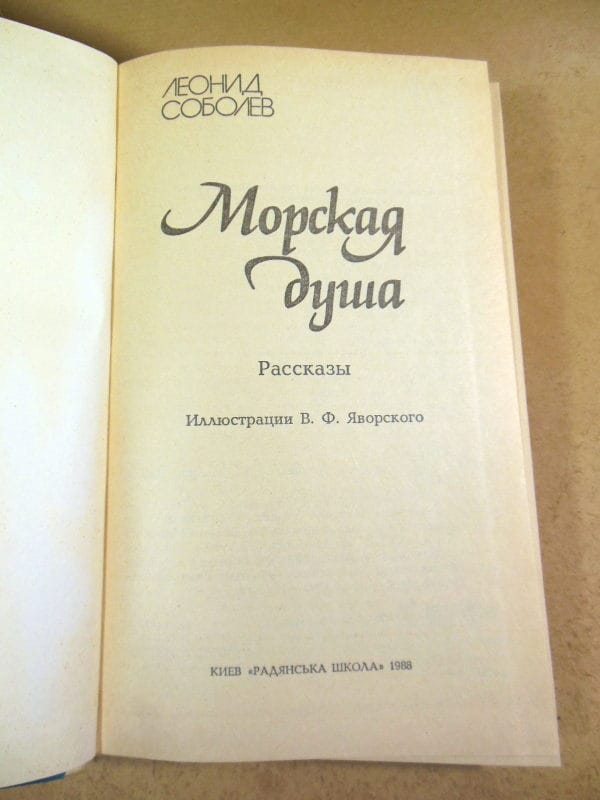 ЛЕОНИД
СОБОЛЕВ
Морская
душа
Рассказы
Иллюстрации В. Ф. Яворского
КИЕВ «РАДЯНСЬКА ШКОЛА» 1988